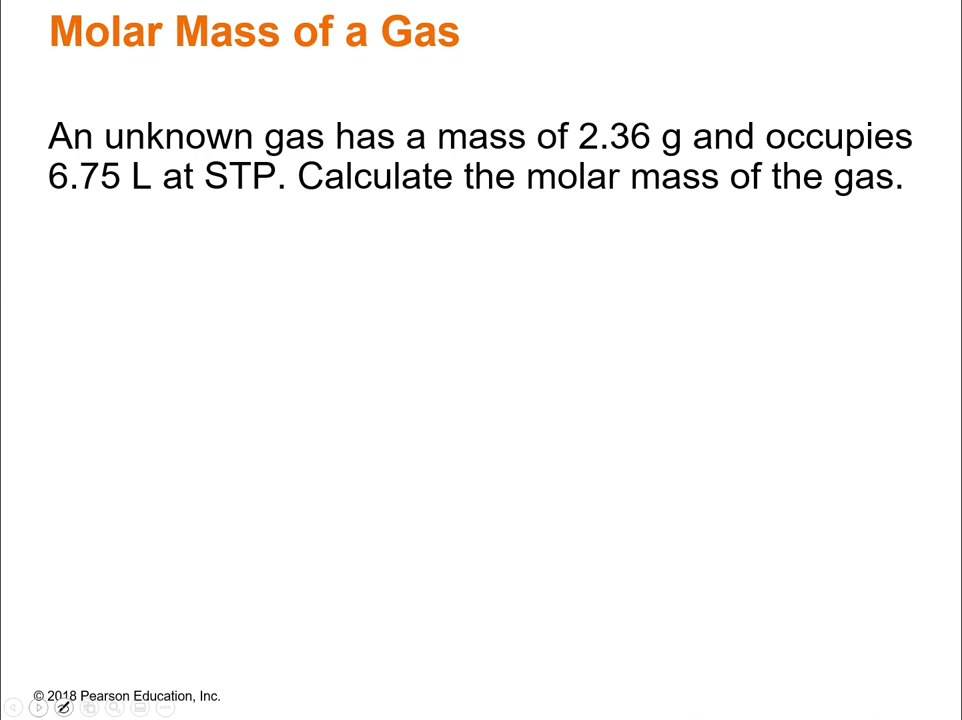 Molar Mass of a Gas
An unknown gas has a mass of 2.36 g and occupies
6.75 L at STP. Calculate the molar mass of the gas.
© 2018 Pearson Education, Inc.